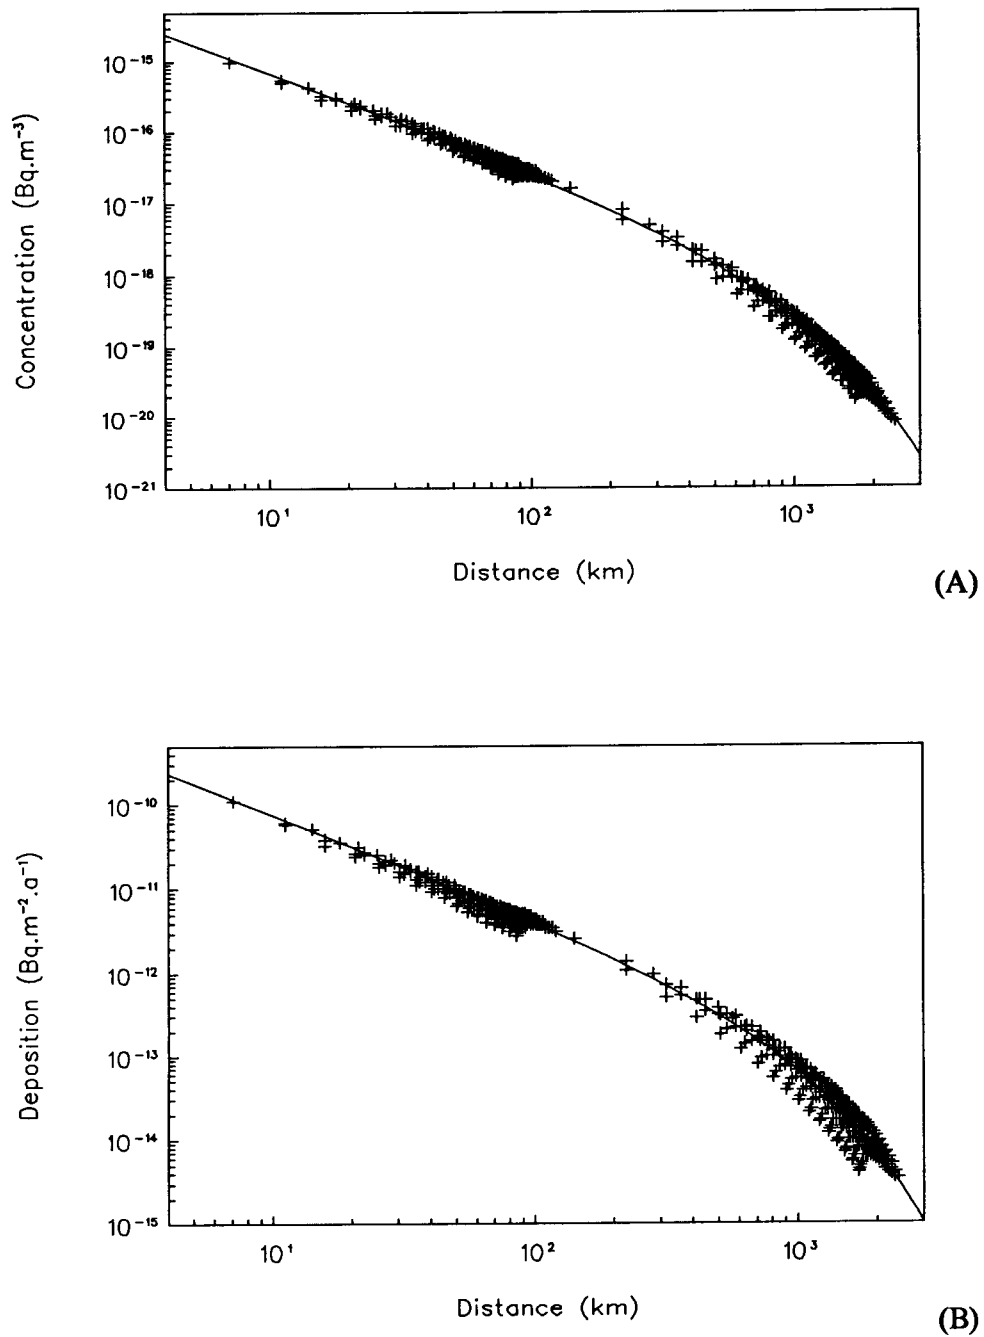 Concentration (Bq.m⁻³)
10⁻¹⁵
10⁻¹⁶
10⁻¹⁷
10⁻¹⁸
10⁻¹⁹
10⁻²⁰
10⁻²¹
10¹ 10² 10³
Distance (km)
(A)
Deposition (Bq.m⁻².a⁻¹)
10⁻¹⁰
10⁻¹¹
10⁻¹²
10⁻¹³
10⁻¹⁴
10⁻¹⁵
10¹ 10² 10³
Distance (km)
(B)